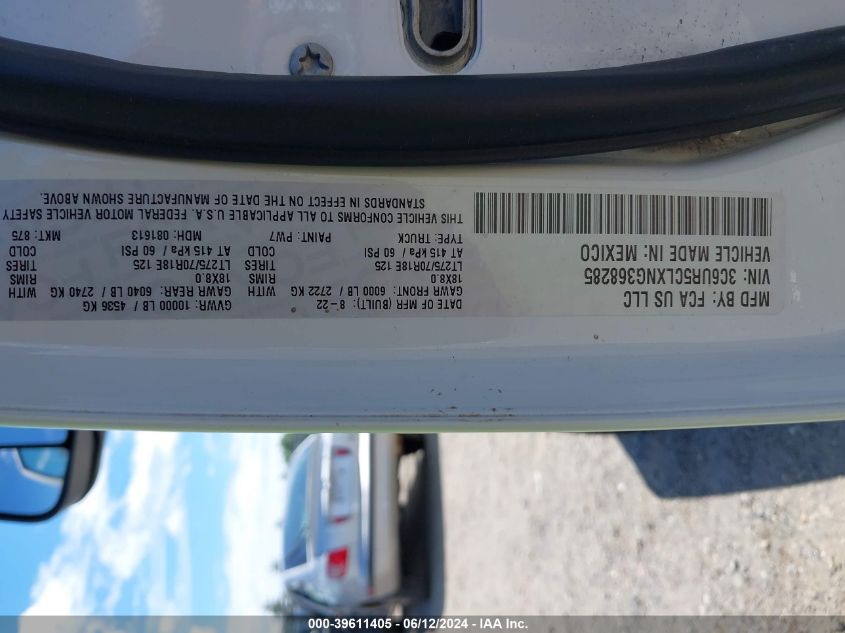 MFD BY: FCA US LLC
DATE OF MFR (BUILT): 8-22
GAWR: 10000 LB / 4536 KG
VIN: 3C6UR5CLXNG368285
GAWR FRONT: 6000 LB / 2722 KG
GAWR REAR: 6040 LB / 2740 KG
18X8.0 RIMS
18X8.0 RIMS
LT275/70R18E 125 TIRES
LT275/70R18E 125 TIRES
AT 415 kPa / 60 PSI COLD
AT 415 kPa / 60 PSI COLD
VEHICLE MADE IN: MEXICO
TYPE: TRUCK
PAINT: PW7
MDH: 081613
MKT: 875
THIS VEHICLE CONFORMS TO ALL APPLICABLE U.S.A. FEDERAL MOTOR VEHICLE SAFETY
STANDARDS IN EFFECT ON THE DATE OF MANUFACTURE SHOWN ABOVE.
000-39611405 - 06/12/2024 - IAA Inc.